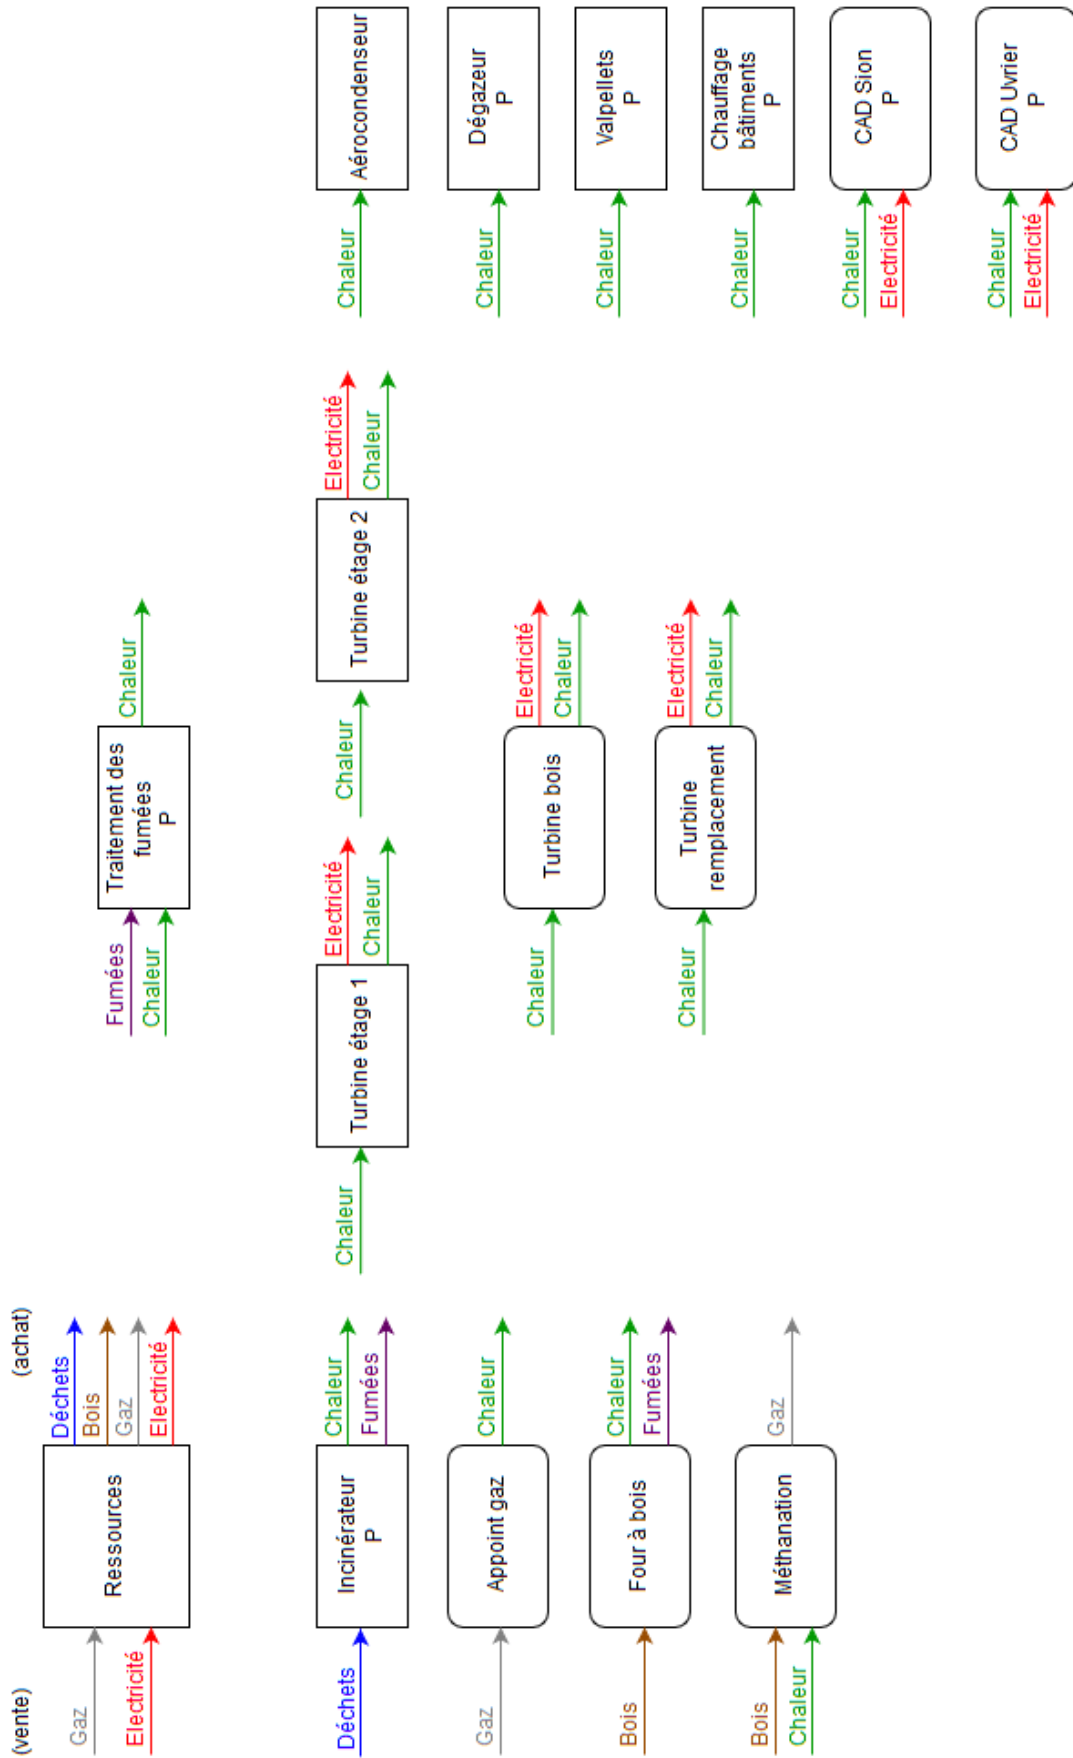 (vente)
(achat)
Gaz
Electricité
Ressources
Déchets
Bois
Gaz
Electricité
Fumées
Chaleur
Traitement des
fumées
P
Chaleur
Déchets
Incinérateur
P
Chaleur
Fumées
Chaleur
Turbine étage 1
Electricité
Chaleur
Chaleur
Turbine étage 2
Electricité
Chaleur
Chaleur
Aérocondenseur
Gaz
Appoint gaz
Chaleur
Chaleur
Turbine bois
Electricité
Chaleur
Chaleur
Dégazeur
P
Bois
Four à bois
Chaleur
Fumées
Chaleur
Turbine
remplacement
Electricité
Chaleur
Chaleur
Valpellets
P
Bois
Chaleur
Méthanation
Gaz
Chaleur
Chauffage
bâtiments
P
Chaleur
Electricité
CAD Sion
P
Chaleur
Electricité
CAD Uvrier
P